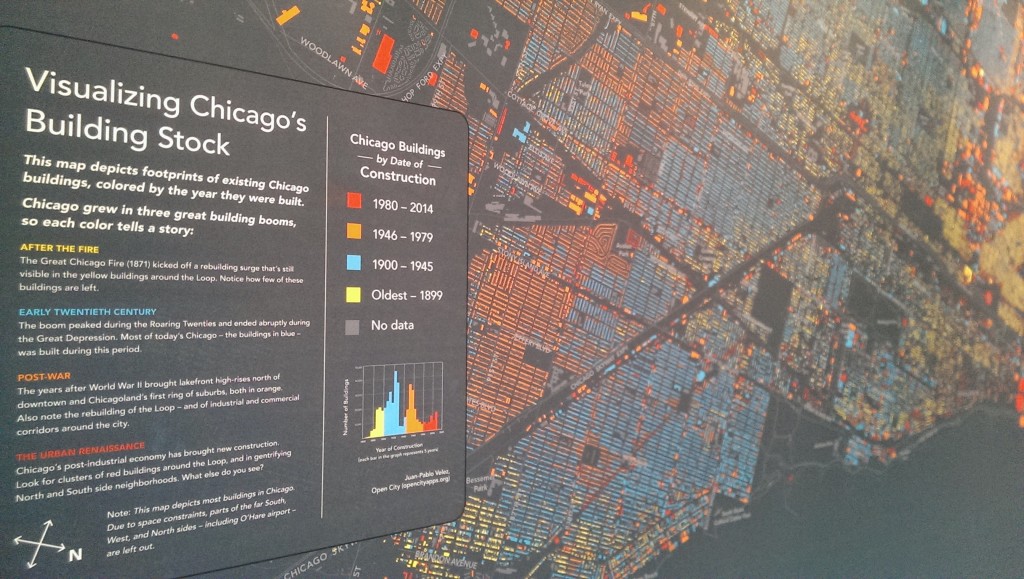 Visualizing Chicago's
Building Stock
This map depicts footprints of existing Chicago
buildings, colored by the year they were built.
Chicago grew in three great building booms,
so each color tells a story:
AFTER THE FIRE
The Great Chicago Fire (1871) kicked off a rebuilding surge that's still
visible in the yellow buildings around the Loop. Notice how few of these
buildings are left.
EARLY TWENTIETH CENTURY
The boom peaked during the Roaring Twenties and ended abruptly during
the Great Depression. Most of today's Chicago – the buildings in blue –
was built during this period.
POST-WAR
The years after World War II brought lakefront high-rises north of
downtown and Chicagoland's first ring of suburbs, both in orange.
Also note the rebuilding of the Loop – and of industrial and commercial
corridors around the city.
THE URBAN RENAISSANCE
Chicago's post-industrial economy has brought new construction.
Look for clusters of red buildings around the Loop, and in gentrifying
North and South side neighborhoods. What else do you see?
Note: This map depicts most buildings in Chicago.
Due to space constraints, parts of the far South,
West, and North sides – including O'Hare airport –
are left out.
N
Chicago Buildings
by Date of
Construction
1980 – 2014
1946 – 1979
1900 – 1945
Oldest – 1899
No data
Number of Buildings
Year of Construction
(each bar in the graph represents 5 years)
Juan-Pablo Velez
Open City (opencityapps.org)
WOODLAWN AVE
Bessemer
Park
CHICAGO SKY
AVENUE